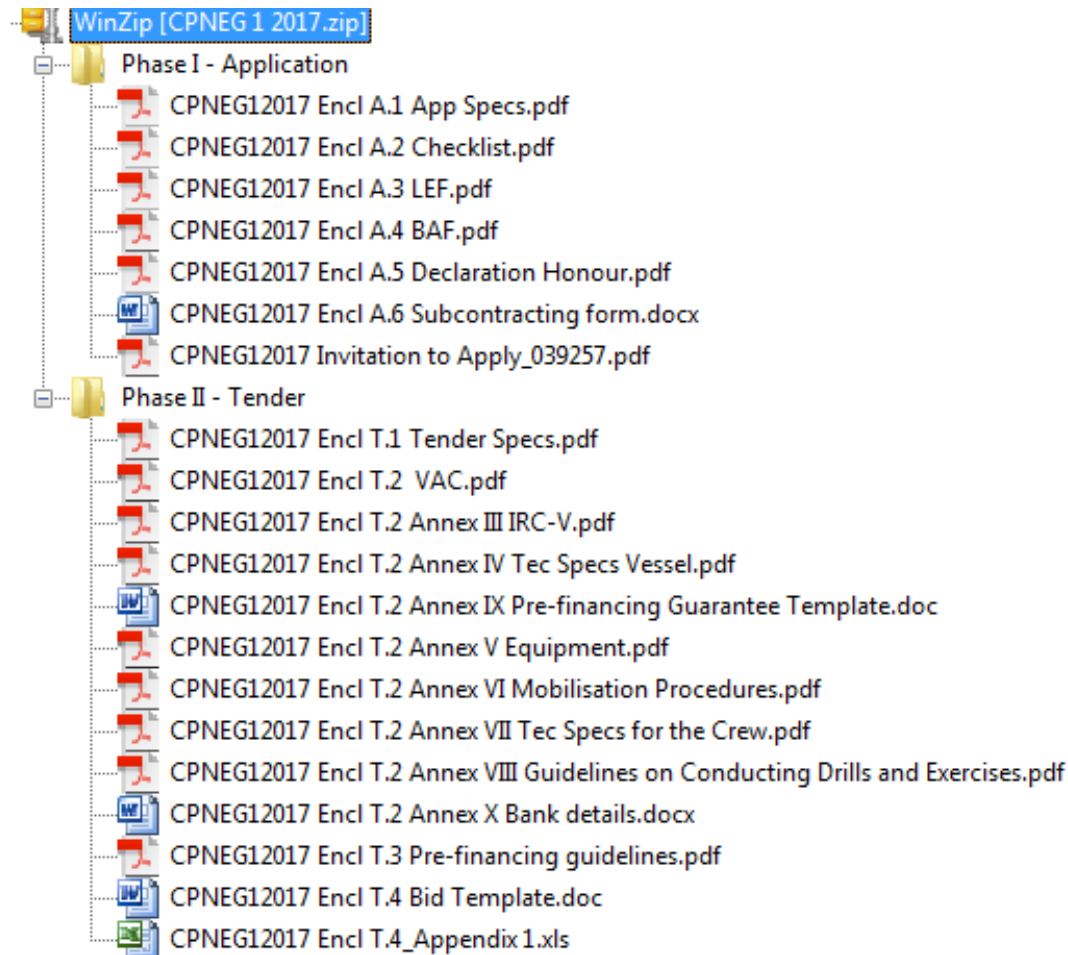 WinZip [CPNEG 1 2017.zip]
Phase I - Application
CPNEG12017 Encl A.1 App Specs.pdf
CPNEG12017 Encl A.2 Checklist.pdf
CPNEG12017 Encl A.3 LEF.pdf
CPNEG12017 Encl A.4 BAF.pdf
CPNEG12017 Encl A.5 Declaration Honour.pdf
CPNEG12017 Encl A.6 Subcontracting form.docx
CPNEG12017 Invitation to Apply_039257.pdf
Phase II - Tender
CPNEG12017 Encl T.1 Tender Specs.pdf
CPNEG12017 Encl T.2  VAC.pdf
CPNEG12017 Encl T.2 Annex III IRC-V.pdf
CPNEG12017 Encl T.2 Annex IV Tec Specs Vessel.pdf
CPNEG12017 Encl T.2 Annex IX Pre-financing Guarantee Template.doc
CPNEG12017 Encl T.2 Annex V Equipment.pdf
CPNEG12017 Encl T.2 Annex VI Mobilisation Procedures.pdf
CPNEG12017 Encl T.2 Annex VII Tec Specs for the Crew.pdf
CPNEG12017 Encl T.2 Annex VIII Guidelines on Conducting Drills and Exercises.pdf
CPNEG12017 Encl T.2 Annex X Bank details.docx
CPNEG12017 Encl T.3 Pre-financing guidelines.pdf
CPNEG12017 Encl T.4 Bid Template.doc
CPNEG12017 Encl T.4_Appendix 1.xls